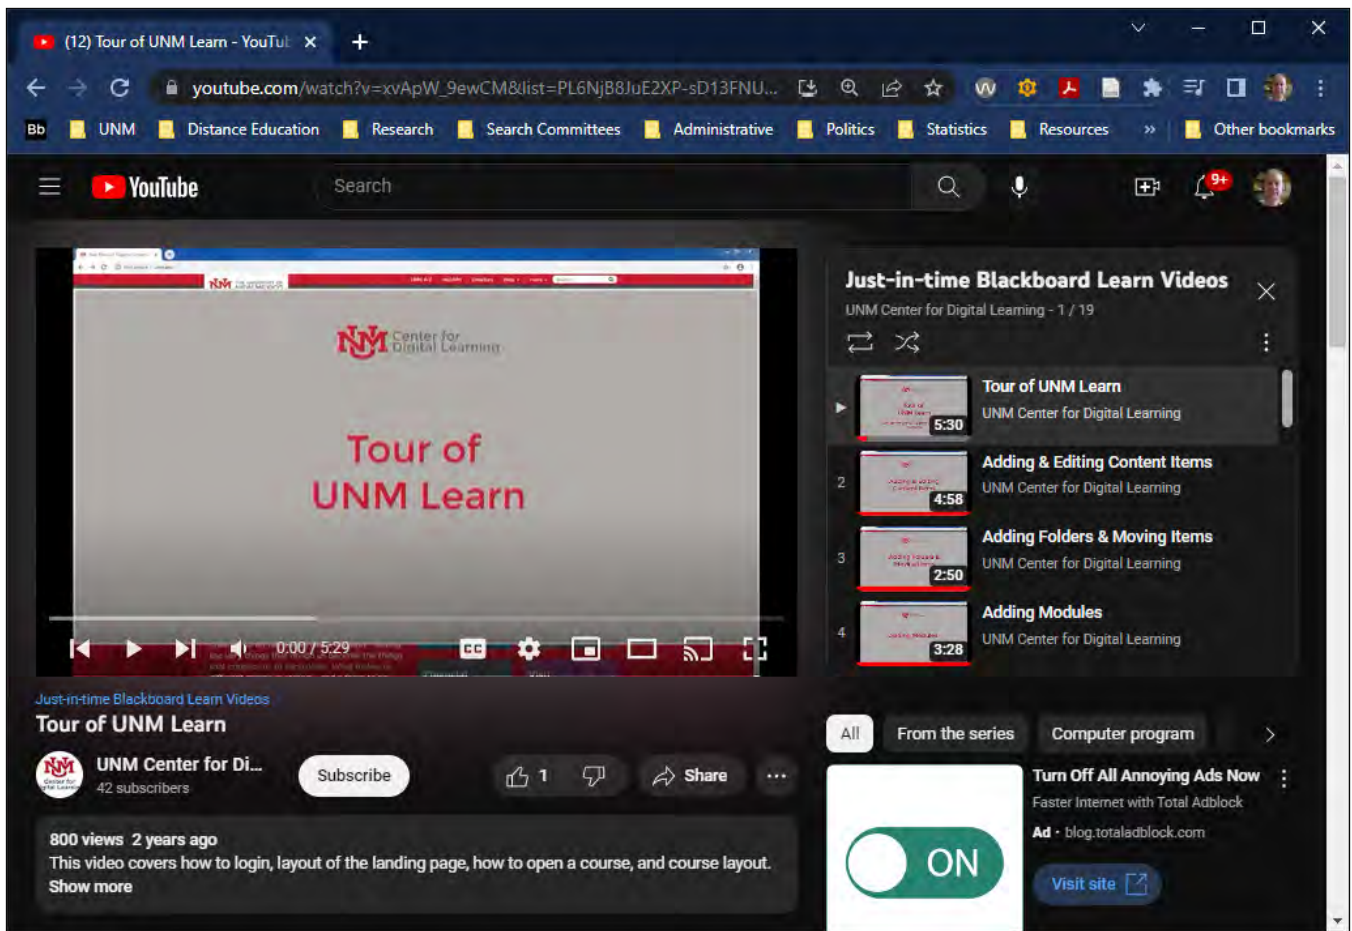 (12) Tour of UNM Learn - YouTu
youtube.com/watch?v=xvApW_9ewCM&list=PL6NjB8JuE2XP-sD13FNU...
Bb UNM Distance Education Research Search Committees Administrative Politics Statistics Resources » Other bookmarks
YouTube Search 9+
UNM Center for
Digital Learning
Tour of
UNM Learn
0:00 / 5:29 CC
Just-in-time Blackboard Learn Videos
UNM Center for Digital Learning - 1 / 19
Tour of UNM Learn
UNM Center for Digital Learning
5:30
2
Adding & Editing Content Items
UNM Center for Digital Learning
4:58
3
Adding Folders & Moving Items
UNM Center for Digital Learning
2:50
4
Adding Modules
UNM Center for Digital Learning
3:28
Just-in-time Blackboard Learn Videos
Tour of UNM Learn
UNM Center for Di...
42 subscribers
Subscribe
1
Share
800 views 2 years ago
This video covers how to login, layout of the landing page, how to open a course, and course layout.
Show more
All From the series Computer program
ON
Turn Off All Annoying Ads Now
Faster Internet with Total Adblock
Ad · blog.totaladblock.com
Visit site